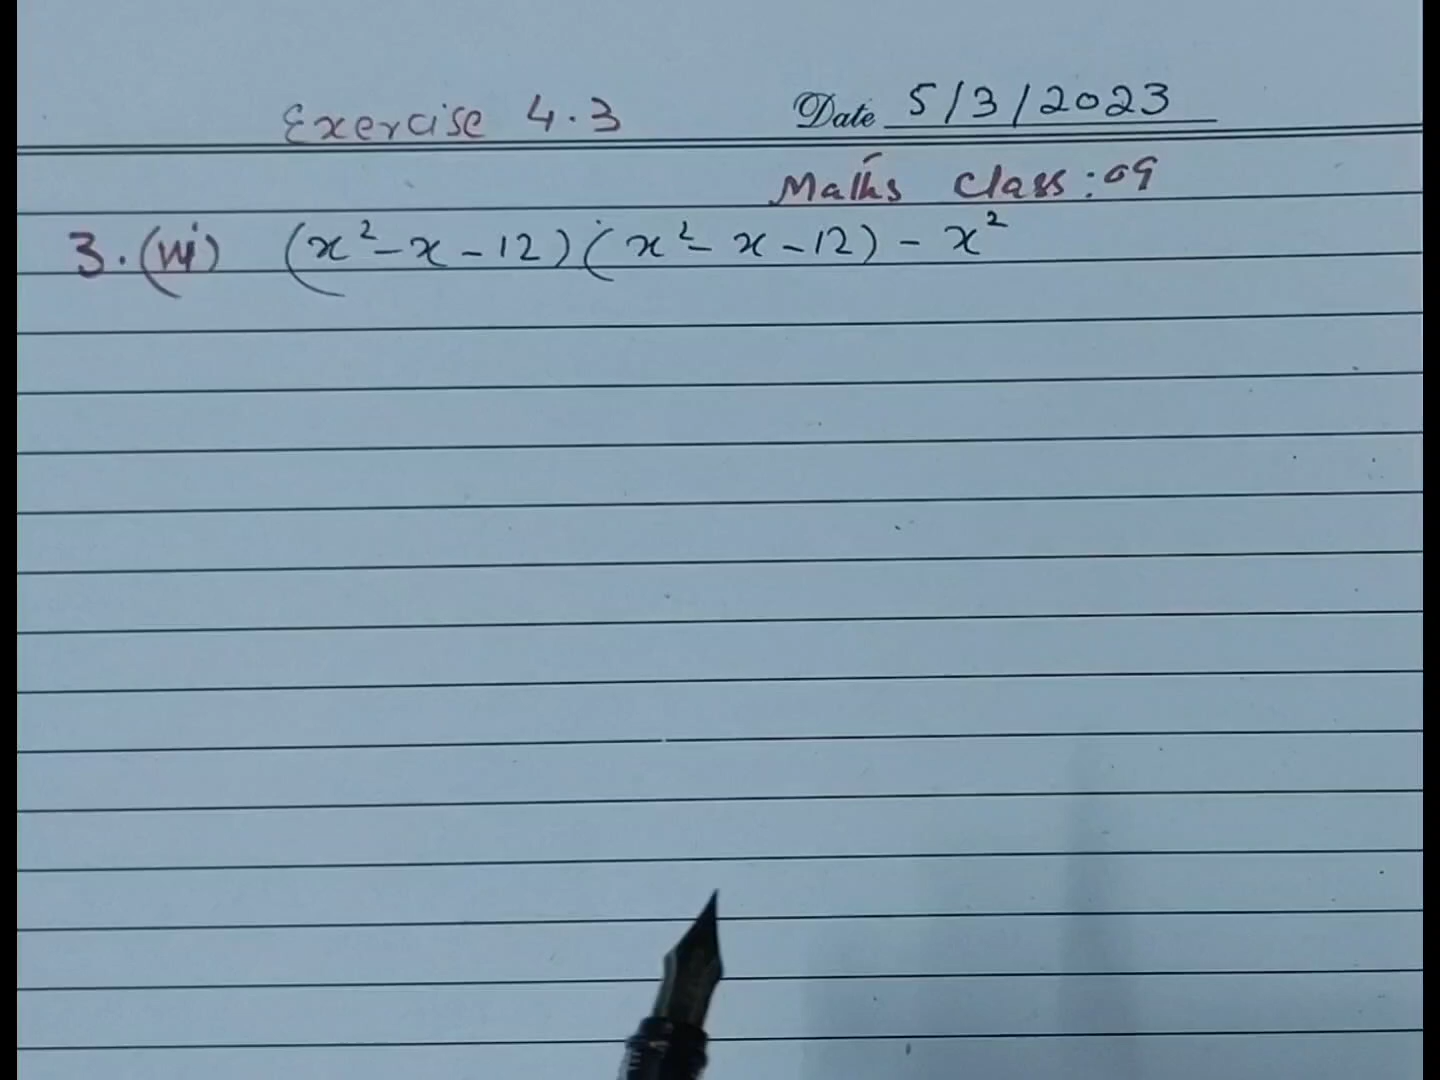 Exercise 4.3
Date 5/3/2023
Maths Class:09
3.(vi) (x²-x-12)(x²-x-12)-x²